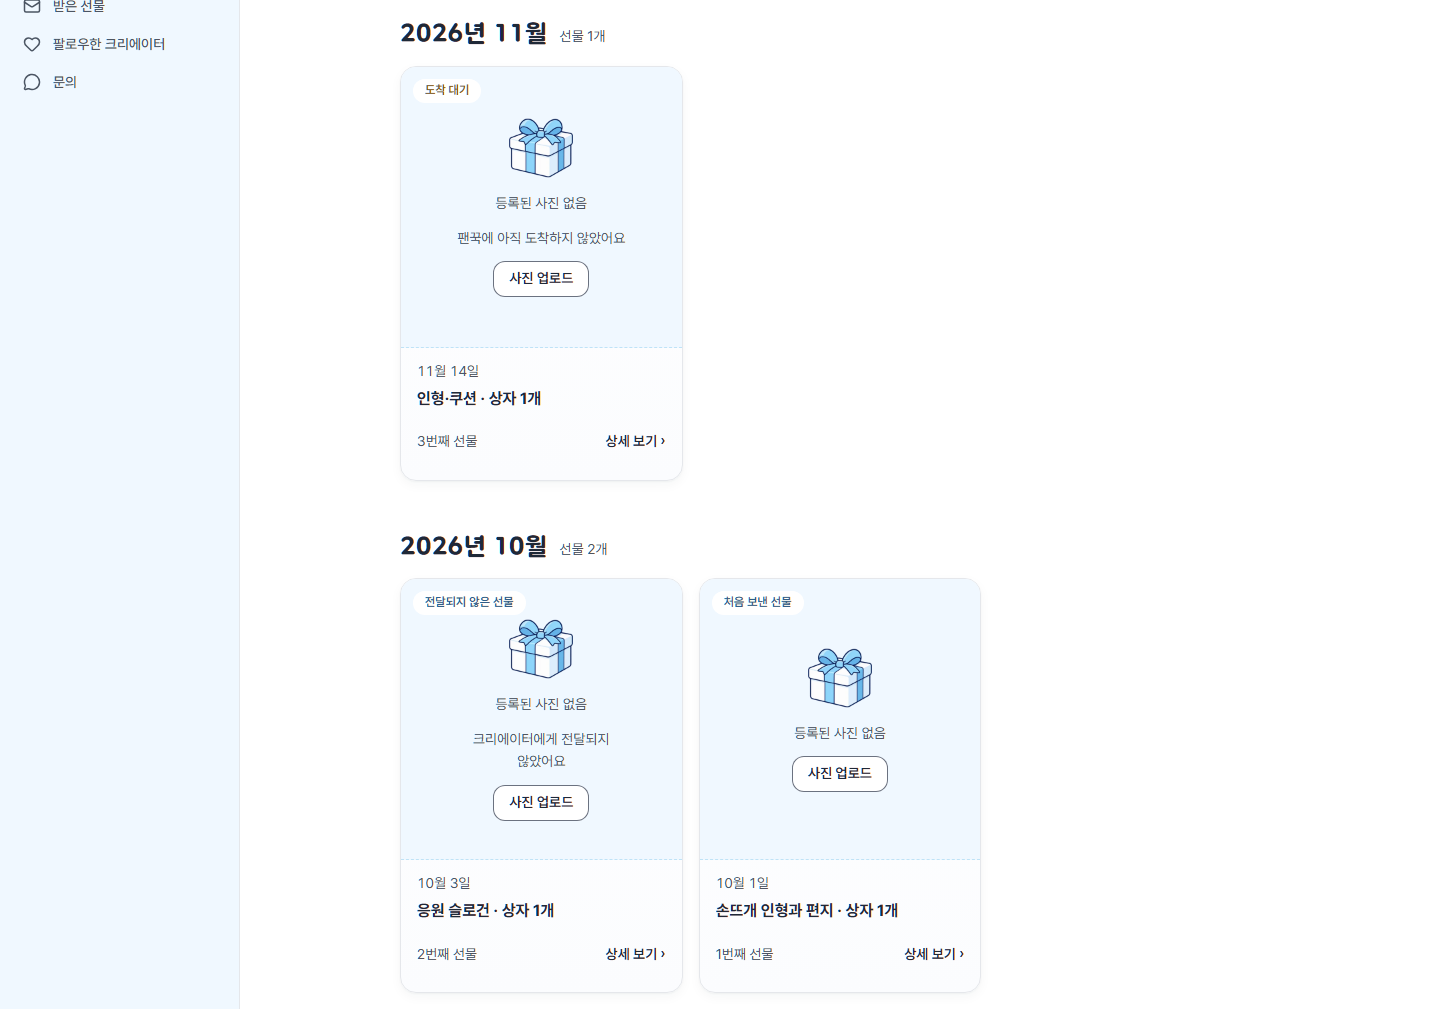 받은 선물
팔로우한 크리에이터
문의
2026년 11월 선물 1개
도착 대기
등록된 사진 없음
팬꾹에 아직 도착하지 않았어요
사진 업로드
11월 14일
인형·쿠션 · 상자 1개
3번째 선물 상세 보기 ›
2026년 10월 선물 2개
전달되지 않은 선물
등록된 사진 없음
크리에이터에게 전달되지
않았어요
사진 업로드
10월 3일
응원 슬로건 · 상자 1개
2번째 선물 상세 보기 ›
처음 보낸 선물
등록된 사진 없음
사진 업로드
10월 1일
손뜨개 인형과 편지 · 상자 1개
1번째 선물 상세 보기 ›